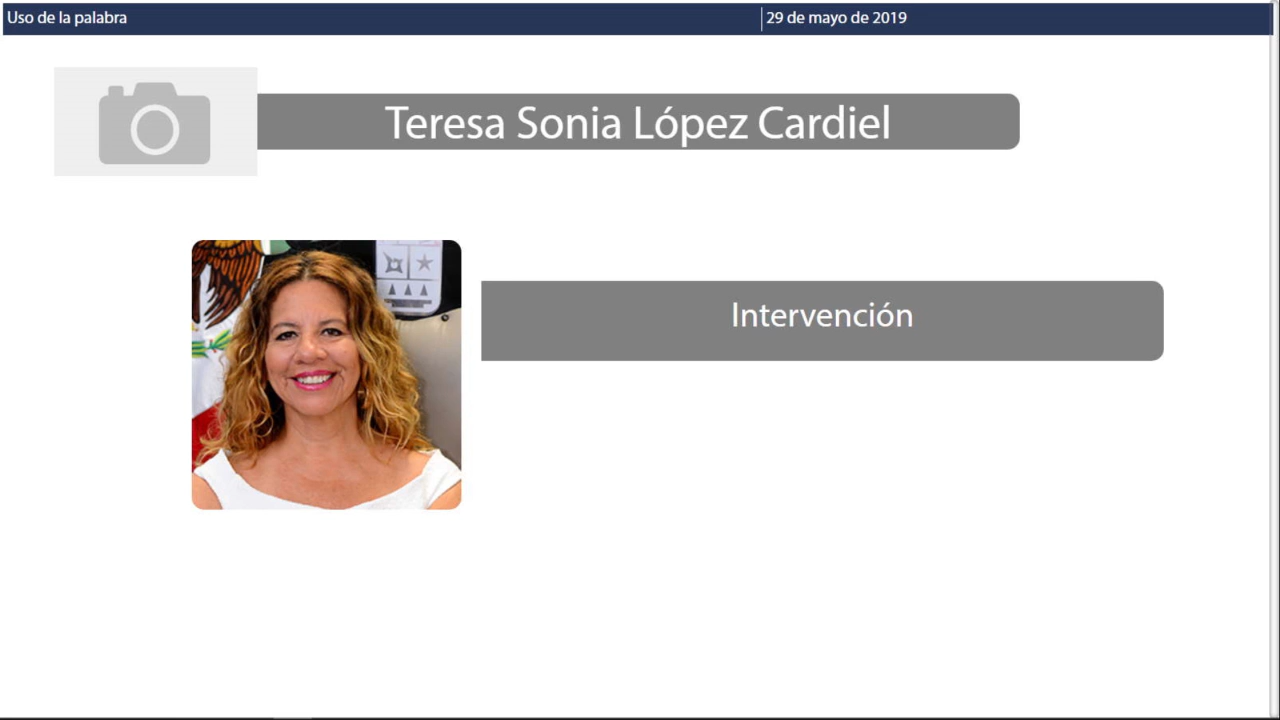 Uso de la palabra
29 de mayo de 2019
Teresa Sonia López Cardiel
Intervención